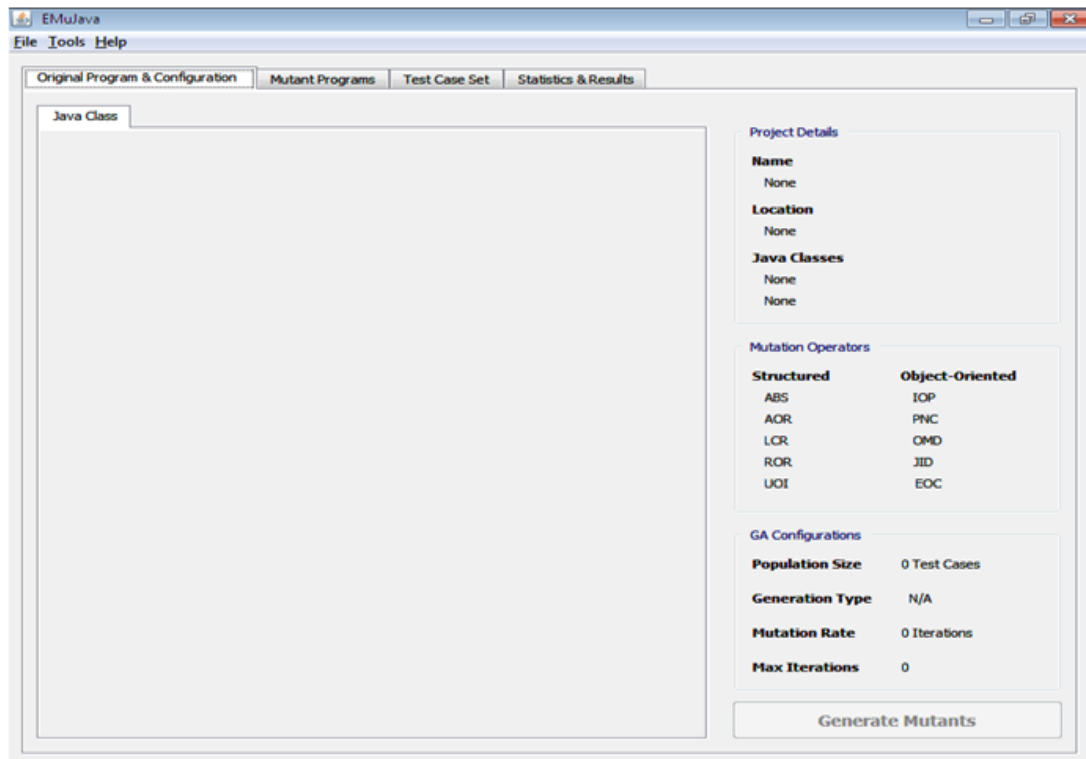 EMuJava
File Tools Help
Original Program & Configuration Mutant Programs Test Case Set Statistics & Results
Java Class
Project Details
Name
None
Location
None
Java Classes
None
None
Mutation Operators
Structured Object-Oriented
ABS IOP
AOR PNC
LCR OMD
ROR JID
UOI EOC
GA Configurations
Population Size 0 Test Cases
Generation Type N/A
Mutation Rate 0 Iterations
Max Iterations 0
Generate Mutants